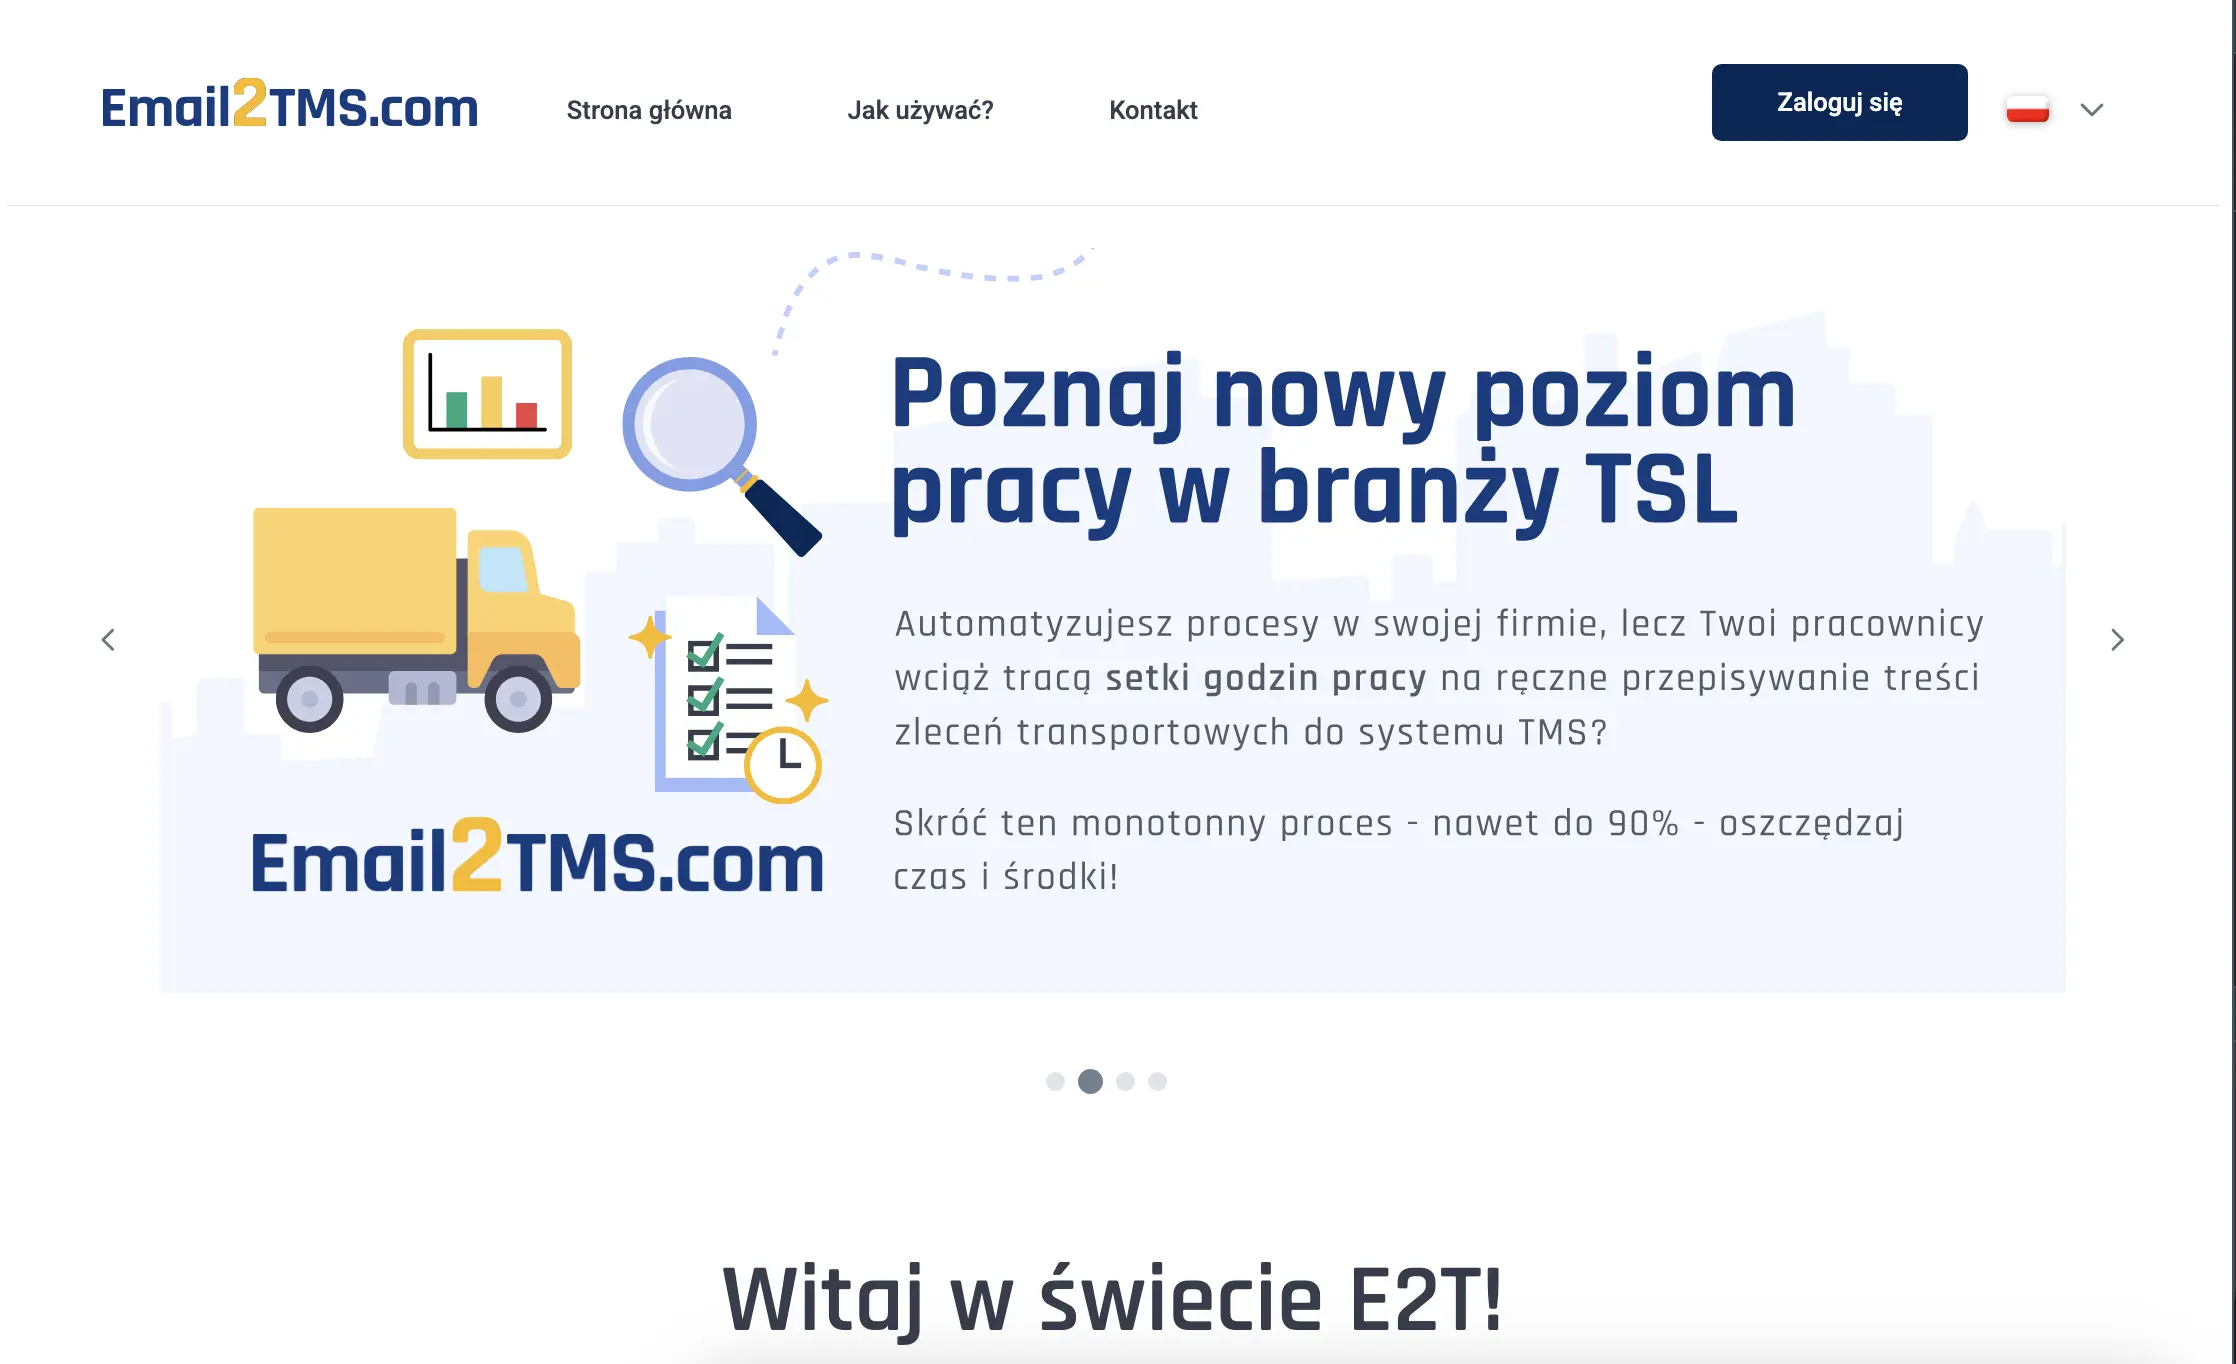 Email2TMS.com
Strona główna
Jak używać?
Kontakt
Zaloguj się
Poznaj nowy poziom
pracy w branży TSL
Automatyzujesz procesy w swojej firmie, lecz Twoi pracownicy
wciąż tracą setki godzin pracy na ręczne przepisywanie treści
zleceń transportowych do systemu TMS?
Skróć ten monotonny proces - nawet do 90% - oszczędzaj
czas i środki!
Email2TMS.com
Witaj w świecie E2T!